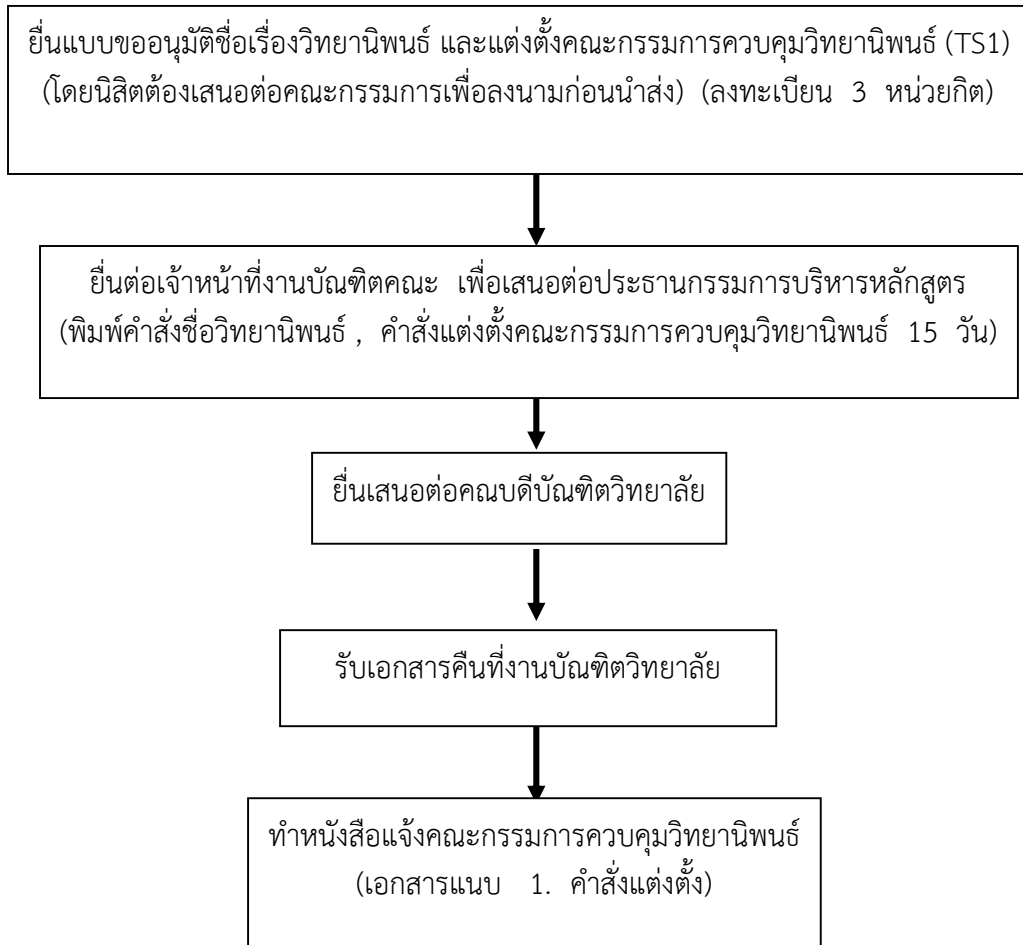 ยื่นแบบขออนุมัติชื่อเรื่องวิทยานิพนธ์ และแต่งตั้งคณะกรรมการควบคุมวิทยานิพนธ์ (TS1)
(โดยนิสิตต้องเสนอต่อคณะกรรมการเพื่อลงนามก่อนนำส่ง) (ลงทะเบียน 3 หน่วยกิต)
ยื่นต่อเจ้าหน้าที่งานบัณฑิตคณะ เพื่อเสนอต่อประธานกรรมการบริหารหลักสูตร
(พิมพ์คำสั่งชื่อวิทยานิพนธ์ , คำสั่งแต่งตั้งคณะกรรมการควบคุมวิทยานิพนธ์ 15 วัน)
ยื่นเสนอต่อคณบดีบัณฑิตวิทยาลัย
รับเอกสารคืนที่งานบัณฑิตวิทยาลัย
ทำหนังสือแจ้งคณะกรรมการควบคุมวิทยานิพนธ์
(เอกสารแนบ 1. คำสั่งแต่งตั้ง)